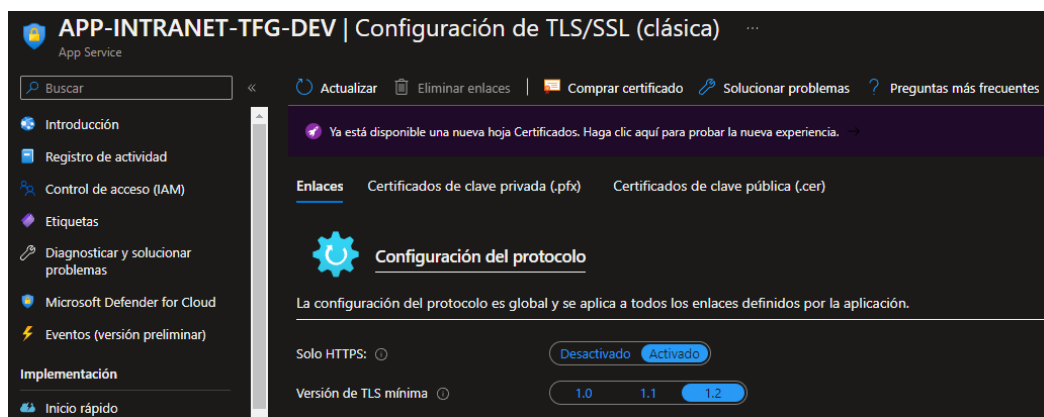 APP-INTRANET-TFG-DEV | Configuración de TLS/SSL (clásica) ...
App Service
Buscar
«
Introducción
Registro de actividad
Control de acceso (IAM)
Etiquetas
Diagnosticar y solucionar
problemas
Microsoft Defender for Cloud
Eventos (versión preliminar)
Implementación
Inicio rápido
Actualizar Eliminar enlaces Comprar certificado Solucionar problemas Preguntas más frecuentes
Ya está disponible una nueva hoja Certificados. Haga clic aquí para probar la nueva experiencia. →
Enlaces Certificados de clave privada (.pfx) Certificados de clave pública (.cer)
Configuración del protocolo
La configuración del protocolo es global y se aplica a todos los enlaces definidos por la aplicación.
Solo HTTPS: Desactivado Activado
Versión de TLS mínima 1.0 1.1 1.2